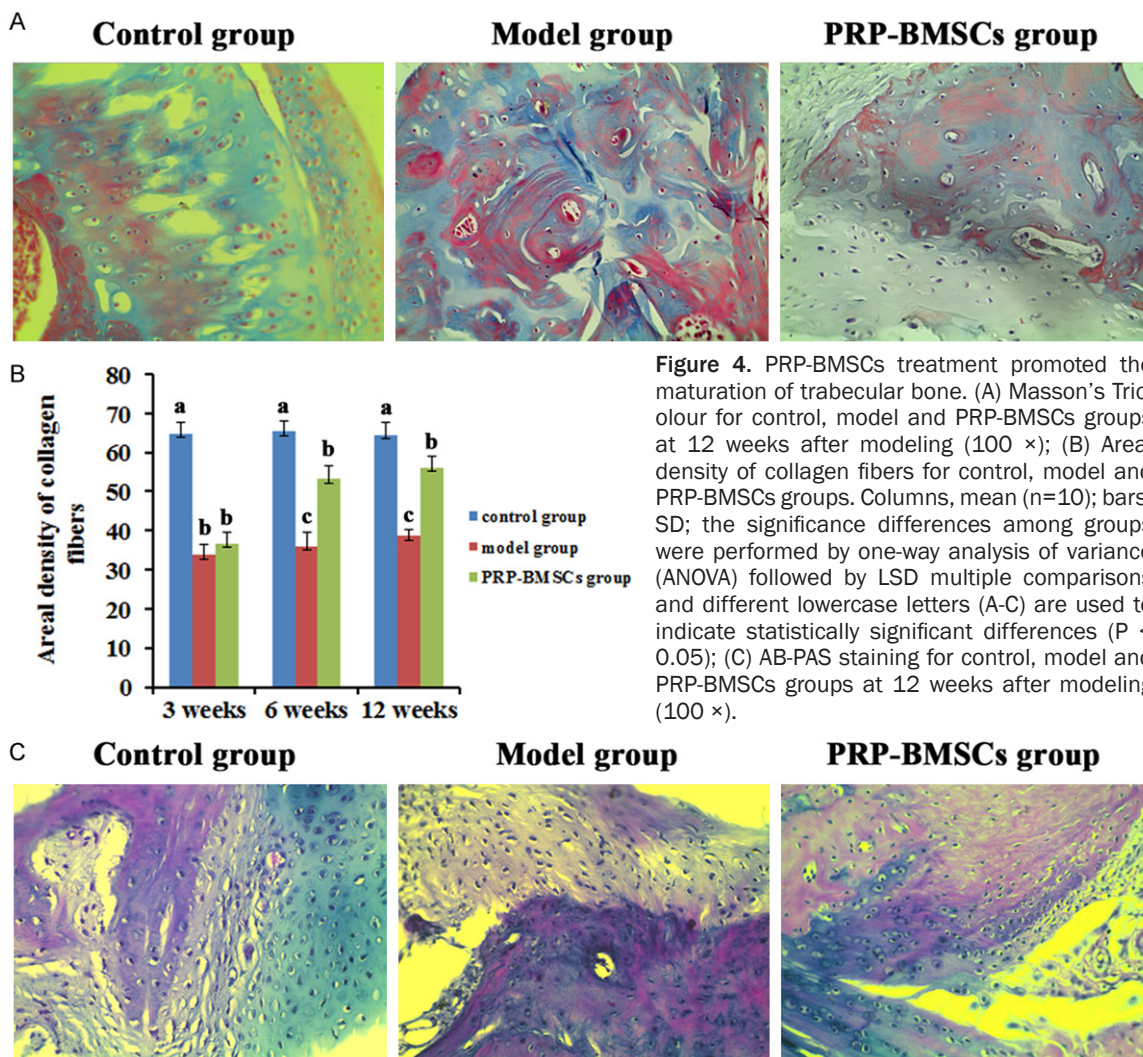 A
Control group
Model group
PRP-BMSCs group
B
Areal density of collagen
fibers
80
70
60
50
40
30
20
10
0
a
b
b
a
c
b
a
c
b
3 weeks
6 weeks
12 weeks
control group
model group
PRP-BMSCs group
Figure 4. PRP-BMSCs treatment promoted the
maturation of trabecular bone. (A) Masson's Tric
olour for control, model and PRP-BMSCs groups
at 12 weeks after modeling (100 ×); (B) Area
density of collagen fibers for control, model and
PRP-BMSCs groups. Columns, mean (n=10); bars
SD; the significance differences among groups
were performed by one-way analysis of variance
(ANOVA) followed by LSD multiple comparisons
and different lowercase letters (A-C) are used to
indicate statistically significant differences (P <
0.05); (C) AB-PAS staining for control, model and
PRP-BMSCs groups at 12 weeks after modeling
(100 ×).
C
Control group
Model group
PRP-BMSCs group